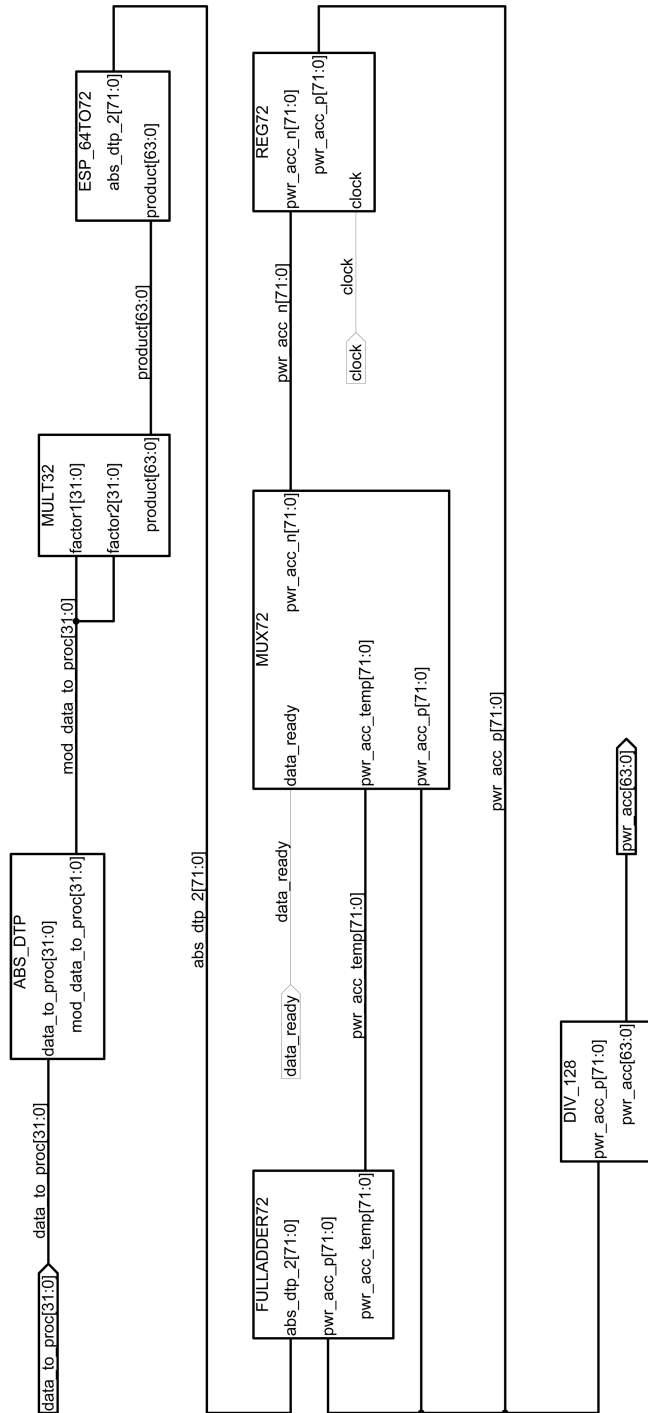 data_to_proc[31:0]
data_to_proc[31:0]
ABS_DTP
data_to_proc[31:0]
mod_data_to_proc[31:0]
mod_data_to_proc[31:0]
MULT32
factor1[31:0]
factor2[31:0]
product[63:0]
product[63:0]
ESP_64TO72
abs_dtp_2[71:0]
product[63:0]
abs_dtp_2[71:0]
FULLADDER72
abs_dtp_2[71:0]
pwr_acc_p[71:0]
pwr_acc_temp[71:0]
data_ready
data_ready
pwr_acc_temp[71:0]
MUX72
data_ready
pwr_acc_n[71:0]
pwr_acc_temp[71:0]
pwr_acc_p[71:0]
pwr_acc_n[71:0]
clock
clock
REG72
pwr_acc_n[71:0]
pwr_acc_p[71:0]
clock
pwr_acc_p[71:0]
DIV_128
pwr_acc_p[71:0]
pwr_acc[63:0]
pwr_acc[63:0]